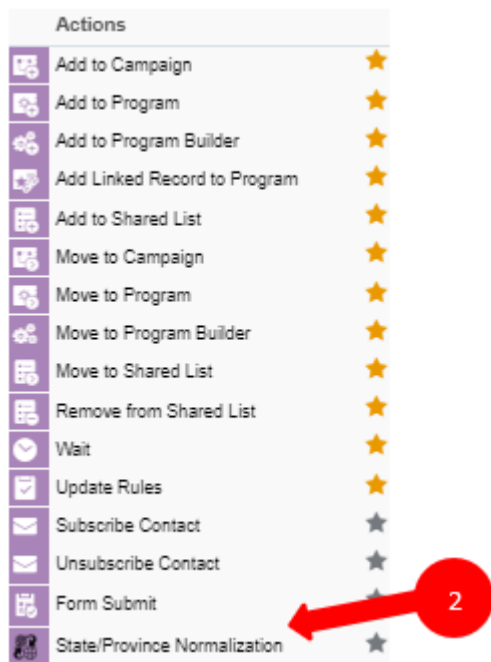 Actions
Add to Campaign
Add to Program
Add to Program Builder
Add Linked Record to Program
Add to Shared List
Move to Campaign
Move to Program
Move to Program Builder
Move to Shared List
Remove from Shared List
Wait
Update Rules
Subscribe Contact
Unsubscribe Contact
Form Submit
2
State/Province Normalization